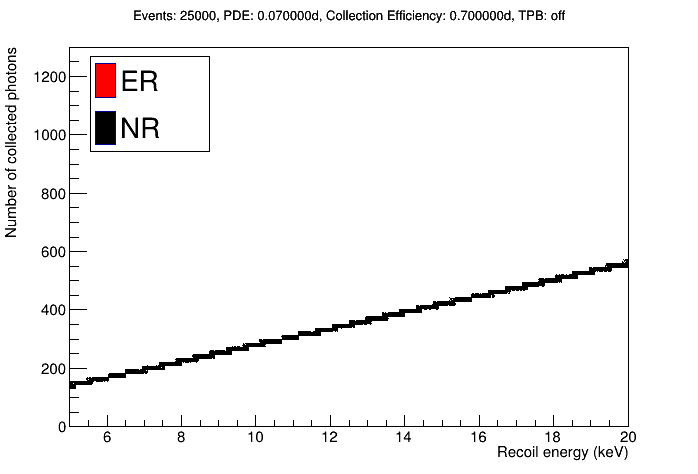 Events: 25000, PDE: 0.070000d, Collection Efficiency: 0.700000d, TPB: off
Number of collected photons
1200
1000
800
600
400
200
0
ER
NR
6 8 10 12 14 16 18 20
Recoil energy (keV)